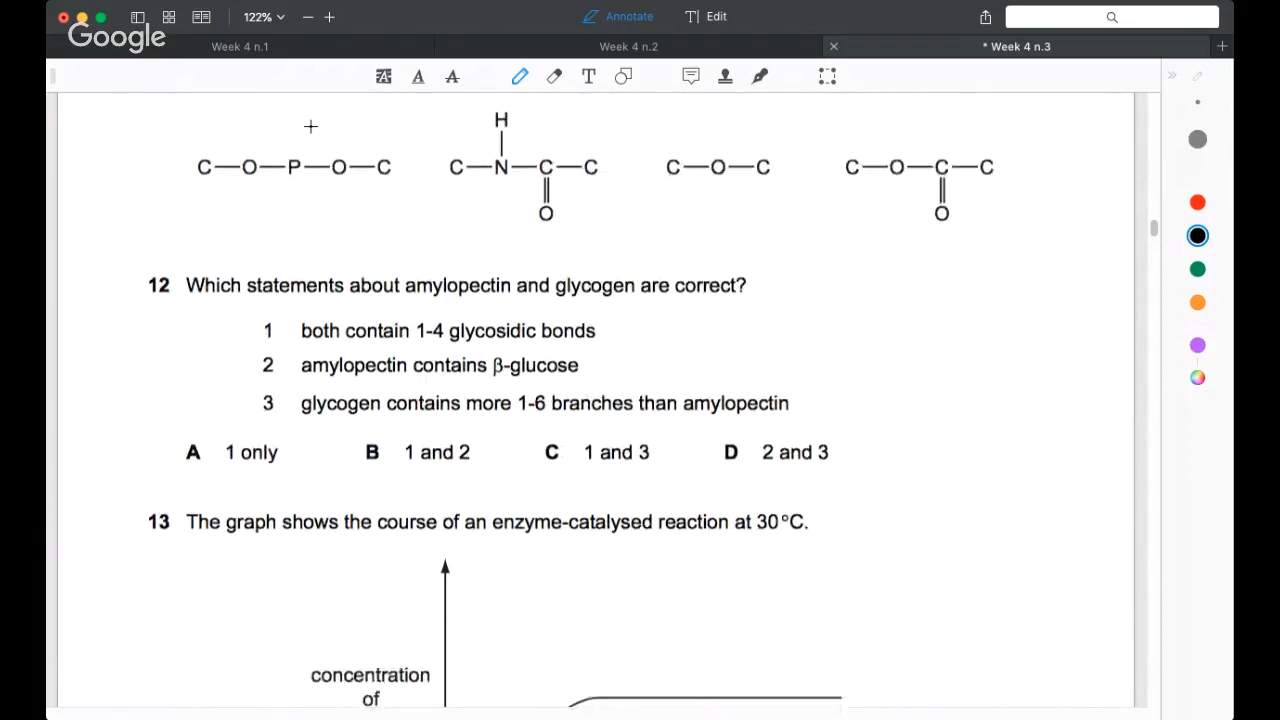 122%
Annotate
T| Edit
Google
Week 4 n.1
Week 4 n.2
* Week 4 n.3
A A A T
H
C—O—P—O—C C—N—C—C C—O—C C—O—C—C
O O
12 Which statements about amylopectin and glycogen are correct?
1 both contain 1-4 glycosidic bonds
2 amylopectin contains β-glucose
3 glycogen contains more 1-6 branches than amylopectin
A 1 only B 1 and 2 C 1 and 3 D 2 and 3
13 The graph shows the course of an enzyme-catalysed reaction at 30 °C.
concentration
of